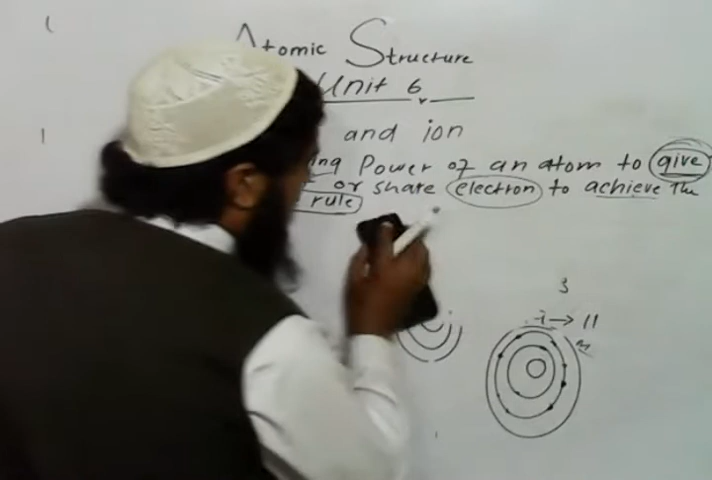 Atomic Structure
Unit 6
and ion
ing Power of an atom to give
or share electron to achieve The
rule
3
→ 11